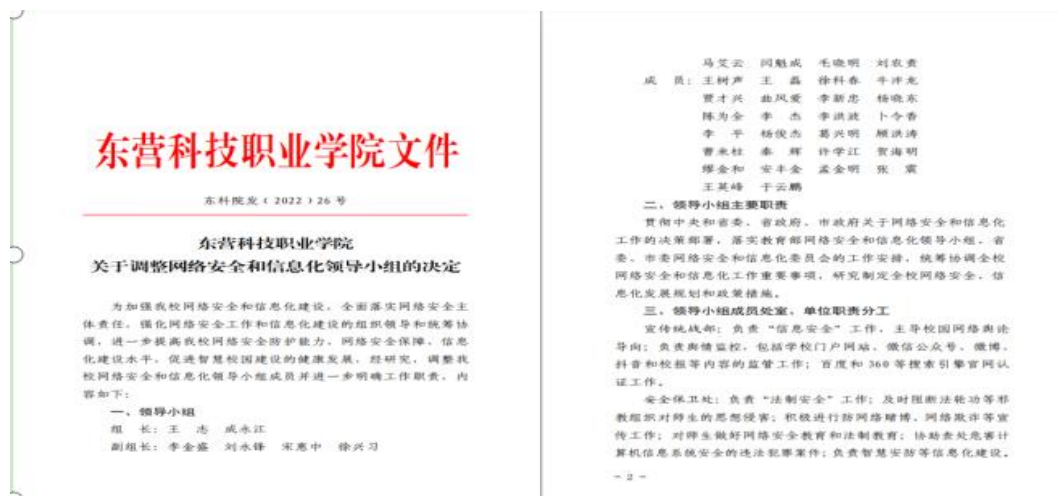 东营科技职业学院文件
东科院发〔2022〕26 号
东营科技职业学院
关于调整网络安全和信息化领导小组的决定
为加强我校网络安全和信息化建设，全面落实网络安全主
体责任，强化网络安全工作和信息化建设的组织领导和统筹协
调，进一步提高我校网络安全防护能力、网络安全保障、信息
化建设水平，促进智慧校园建设的健康发展，经研究，调整我
校网络安全和信息化领导小组成员并进一步明确工作职责，内
容如下：
一、领导小组
组 长：王 志 成永江
副组长：李金盛 刘永锋 宋惠中 徐兴习
马艾云 闫魁成 毛晓明 刘农贵
成 员：王树声 王 磊 徐科春 牛沣龙
贾才兴 曲风爱 李新忠 杨晓东
陈为全 李 杰 李洪波 卜令香
李 平 杨俊杰 葛兴明 顾洪涛
曹来柱 秦 辉 许学江 贺海明
缪金和 安丰金 孟金明 张 震
王英峰 于云鹏
二、领导小组主要职责
贯彻中央和省委、省政府、市政府关于网络安全和信息化
工作的决策部署，落实教育部网络安全和信息化领导小组、省
委、市委网络安全和信息化委员会的工作安排，统筹协调全校
网络安全和信息化工作重要事项，研究制定全校网络安全、信
息化发展规划和政策措施。
三、领导小组成员处室、单位职责分工
宣传统战部：负责“信息安全”工作，主导校园网络舆论
导向；负责舆情监控，包括学校门户网站、微信公众号、微博、
抖音和校报等内容的监管工作；百度和 360 等搜索引擎官网认
证工作。
安全保卫处：负责“法制安全”工作；及时阻断法轮功等邪
教组织对师生的思想侵害；积极进行防网络赌博、网络欺诈等宣
传工作；对师生做好网络安全教育和法制教育；协助查处危害计
算机信息系统安全的违法犯罪案件；负责智慧安防等信息化建设。
- 2 -